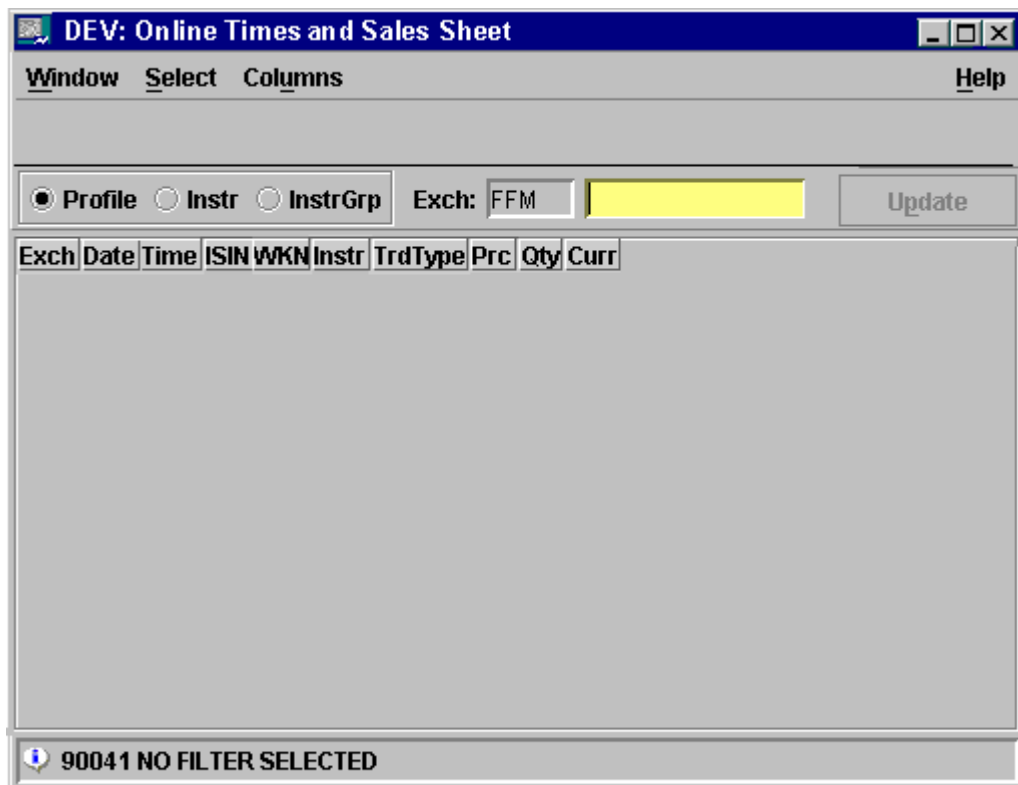 DEV: Online Times and Sales Sheet
Window Select Columns Help
Profile Instr InstrGrp Exch: FFM Update
Exch Date Time ISIN WKN Instr TrdType Prc Qty Curr
90041 NO FILTER SELECTED